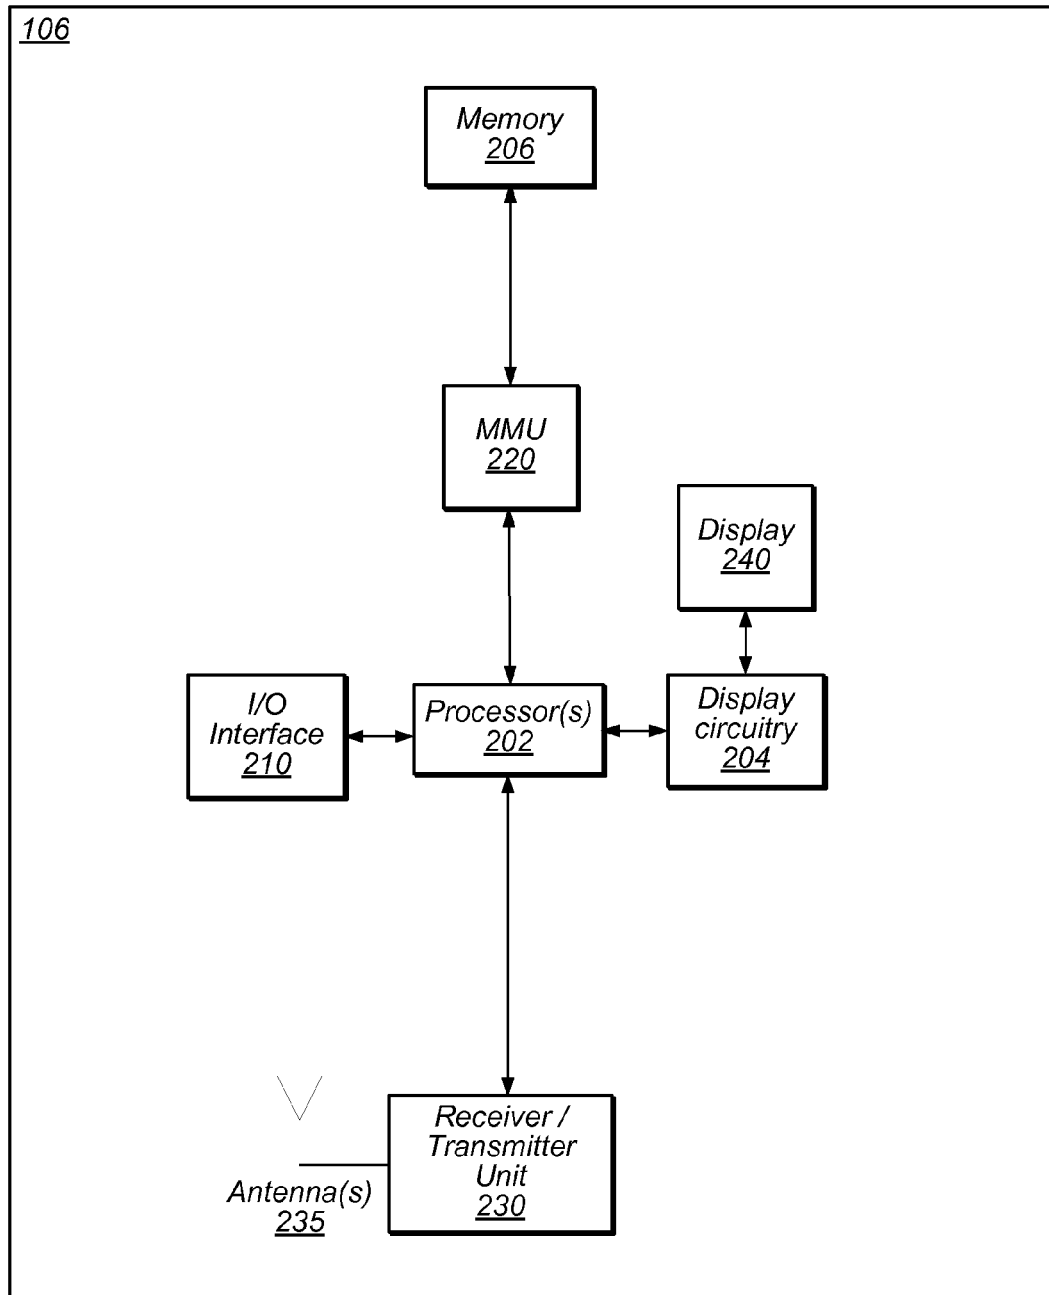 106
Memory
206
MMU
220
Display
240
I/O
Interface
210
Processor(s)
202
Display
circuitry
204
Receiver /
Transmitter
Unit
230
Antenna(s)
235